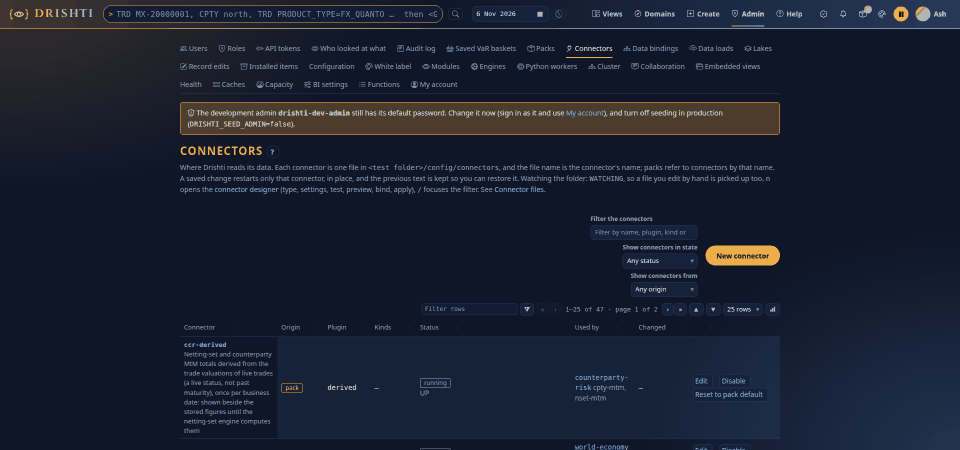 { } DRISHTI
> TRD MX-20000001, CPTY north, TRD PRODUCT_TYPE=FX_QUANTO … then <G
6 Nov 2026
Views Domains Create Admin Help Ash
Users Roles API tokens Who looked at what Audit log Saved VaR baskets Packs Connectors Data bindings Data loads Lakes
Record edits Installed items Configuration White label Modules Engines Python workers Cluster Collaboration Embedded views
Health Caches Capacity BI settings Functions My account
The development admin drishti-dev-admin still has its default password. Change it now (sign in as it and use My account), and turn off seeding in production
(DRISHTI_SEED_ADMIN=false).
CONNECTORS ?
Where Drishti reads its data. Each connector is one file in <test folder>/config/connectors, and the file name is the connector's name; packs refer to connectors by that name.
A saved change restarts only that connector, in place, and the previous text is kept so you can restore it. Watching the folder: WATCHING, so a file you edit by hand is picked up too. n
opens the connector designer (type, settings, test, preview, bind, apply), / focuses the filter. See Connector files.
Filter the connectors
Filter by name, plugin, kind or
Show connectors in state
Any status
New connector
Show connectors from
Any origin
Filter rows
1–25 of 47 · page 1 of 2
25 rows
Connector Origin Plugin Kinds Status Used by Changed
ccr-derived
Netting-set and counterparty
MtM totals derived from the
trade valuations of live trades
(a live status, not past
maturity), once per business
date; shown beside the
stored figures until the
netting-set engine computes
them
pack
derived
—
running
UP
counterparty-
risk cpty-mtm,
nset-mtm
—
Edit Disable
Reset to pack default
world-economy
Edit Disable